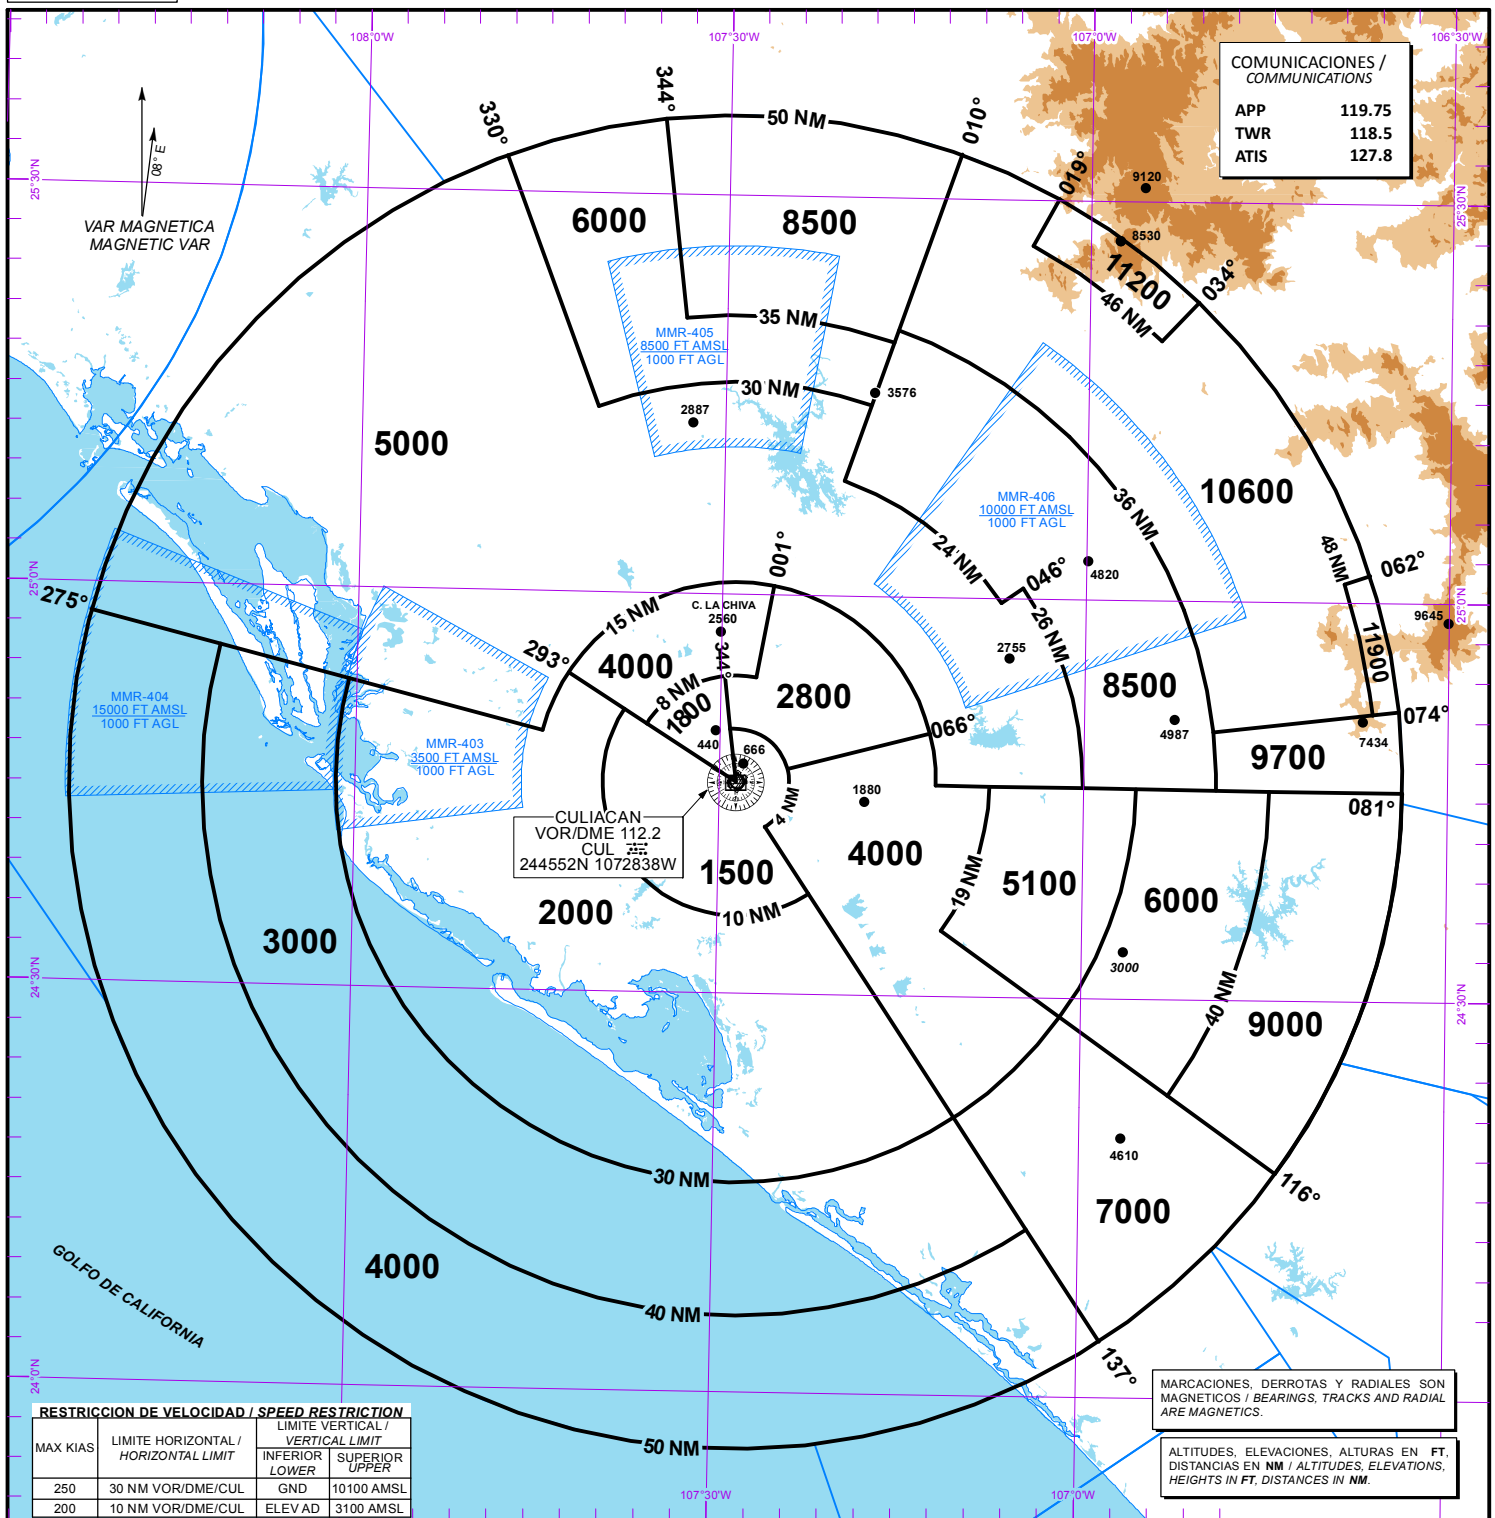 108°0'W
107°30'W
107°0'W
106°30'W
COMUNICACIONES /
COMMUNICATIONS
APP 119.75
TWR 118.5
ATIS 127.8
08° E
VAR MAGNETICA
MAGNETIC VAR
25°30'N
25°30'N
330°
344°
50 NM
010°
019°
9120
8530
11200
034°
46 NM
6000
8500
MMR-405
8500 FT AMSL
1000 FT AGL
35 NM
30 NM
2887
3576
5000
10600
36 NM
MMR-406
10000 FT AMSL
1000 FT AGL
24 NM
046°
4820
48 NM
062°
25°0'N
25°0'N
275°
001°
15 NM
C. LA CHIVA
2560
344°
293°
4000
8 NM
1800
440
666
2800
066°
26 NM
2755
8500
4987
11900
9645
074°
7434
9700
081°
MMR-404
15000 FT AMSL
1000 FT AGL
MMR-403
3500 FT AMSL
1000 FT AGL
CULIACAN
VOR/DME 112.2
CUL
244552N 1072838W
4 NM
1880
4000
1500
10 NM
2000
3000
19 NM
5100
6000
3000
40 NM
9000
24°30'N
24°30'N
30 NM
4610
7000
116°
4000
40 NM
137°
GOLFO DE CALIFORNIA
24°0'N
50 NM
107°30'W
107°0'W
RESTRICCION DE VELOCIDAD / SPEED RESTRICTION
MAX KIAS
LIMITE HORIZONTAL /
HORIZONTAL LIMIT
LIMITE VERTICAL /
VERTICAL LIMIT
INFERIOR
LOWER
SUPERIOR
UPPER
250 30 NM VOR/DME/CUL GND 10100 AMSL
200 10 NM VOR/DME/CUL ELEV AD 3100 AMSL
MARCACIONES, DERROTAS Y RADIALES SON
MAGNETICOS / BEARINGS, TRACKS AND RADIAL
ARE MAGNETICS.
ALTITUDES, ELEVACIONES, ALTURAS EN FT,
DISTANCIAS EN NM / ALTITUDES, ELEVATIONS,
HEIGHTS IN FT, DISTANCES IN NM.